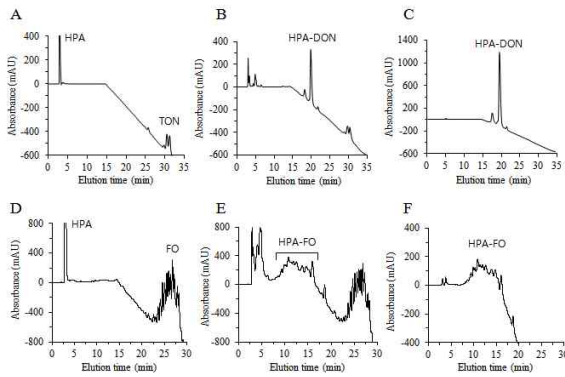 A
B
C
HPA
TON
HPA-DON
HPA-DON
Absorbance (mAU)
400
200
0
-200
-400
-600
0 5 10 15 20 25 30 35
Elution time (min)
Absorbance (mAU)
400
200
0
-200
-400
-600
0 5 10 15 20 25 30 35
Elution time (min)
Absorbance (mAU)
1400
1000
600
200
-200
-600
0 5 10 15 20 25 30 35
Elution time (min)
D
E
F
HPA
FO
HPA-FO
HPA-FO
Absorbance (mAU)
800
400
0
-400
-800
0 5 10 15 20 25 30
Elution time (min)
Absorbance (mAU)
800
400
0
-400
-800
0 5 10 15 20 25 30
Elution time (min)
Absorbance (mAU)
800
400
0
-400
0 5 10 15 20 25 30
Elution time (min)